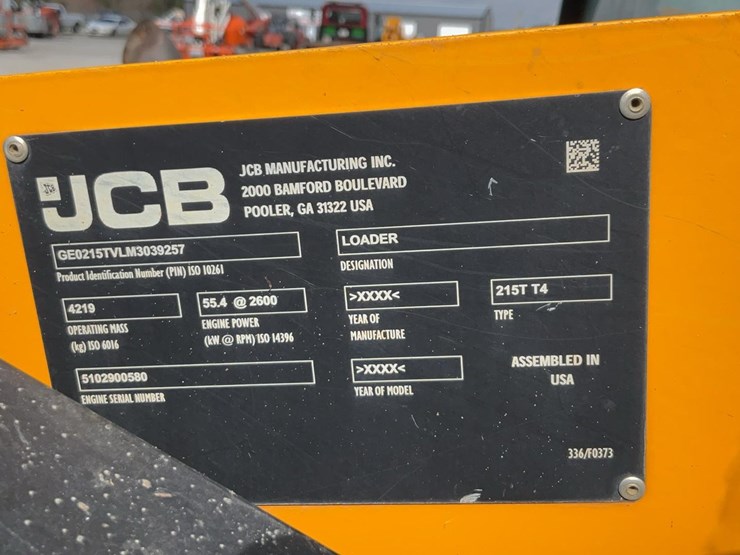 JCB
JCB MANUFACTURING INC.
2000 BAMFORD BOULEVARD
POOLER, GA 31322 USA
GE0215TVLM3039257
Product Identification Number (PIN) ISO 10261
LOADER
DESIGNATION
4219
OPERATING MASS
(kg) ISO 6016
55.4 @ 2600
ENGINE POWER
(kW @ RPM) ISO 14396
>XXXX<
YEAR OF
MANUFACTURE
215T T4
TYPE
5102900580
ENGINE SERIAL NUMBER
>XXXX<
YEAR OF MODEL
ASSEMBLED IN
USA
336/F0373